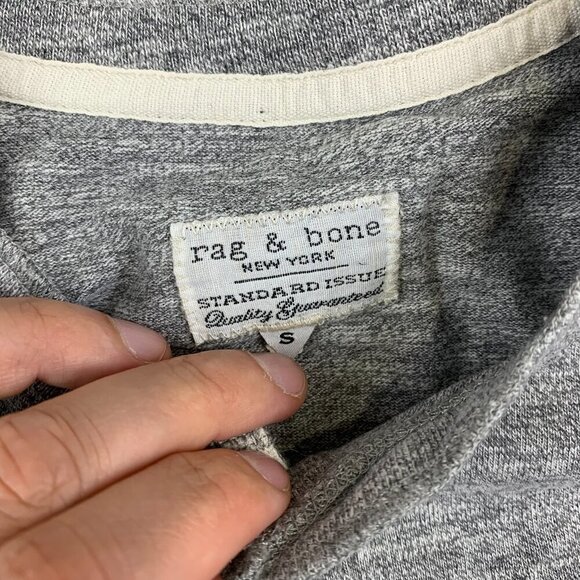 rag & bone
NEW YORK
STANDARD ISSUE
Quality Guaranteed
S